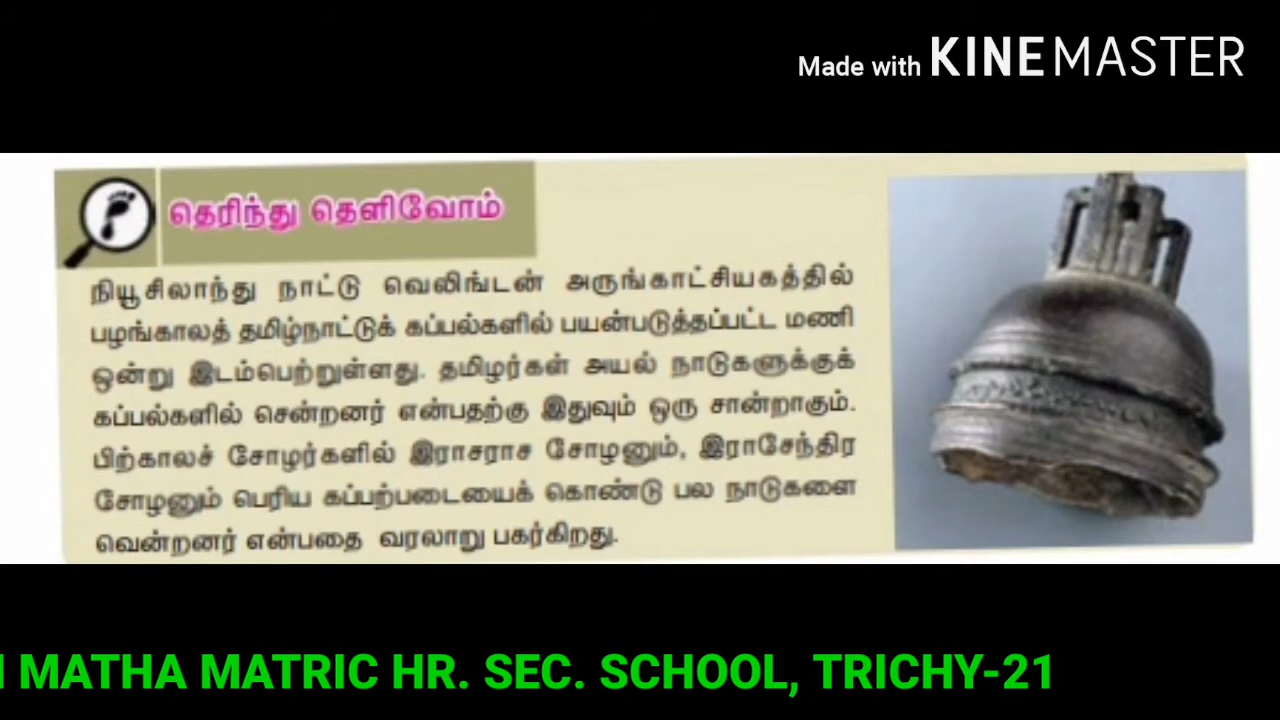 Made with KINEMASTER
தெரிந்து தெளிவோம்
நியூசிலாந்து நாட்டு வெலிங்டன் அருங்காட்சியகத்தில்
பழங்காலத் தமிழ்நாட்டுக் கப்பல்களில் பயன்படுத்தப்பட்ட மணி
ஒன்று இடம்பெற்றுள்ளது. தமிழர்கள் அயல் நாடுகளுக்குக்
கப்பல்களில் சென்றனர் என்பதற்கு இதுவும் ஒரு சான்றாகும்.
பிற்காலச் சோழர்களில் இராசராச சோழனும், இராசேந்திர
சோழனும் பெரிய கப்பற்படையைக் கொண்டு பல நாடுகளை
வென்றனர் என்பதை வரலாறு பகர்கிறது.
MATHA MATRIC HR. SEC. SCHOOL, TRICHY-21